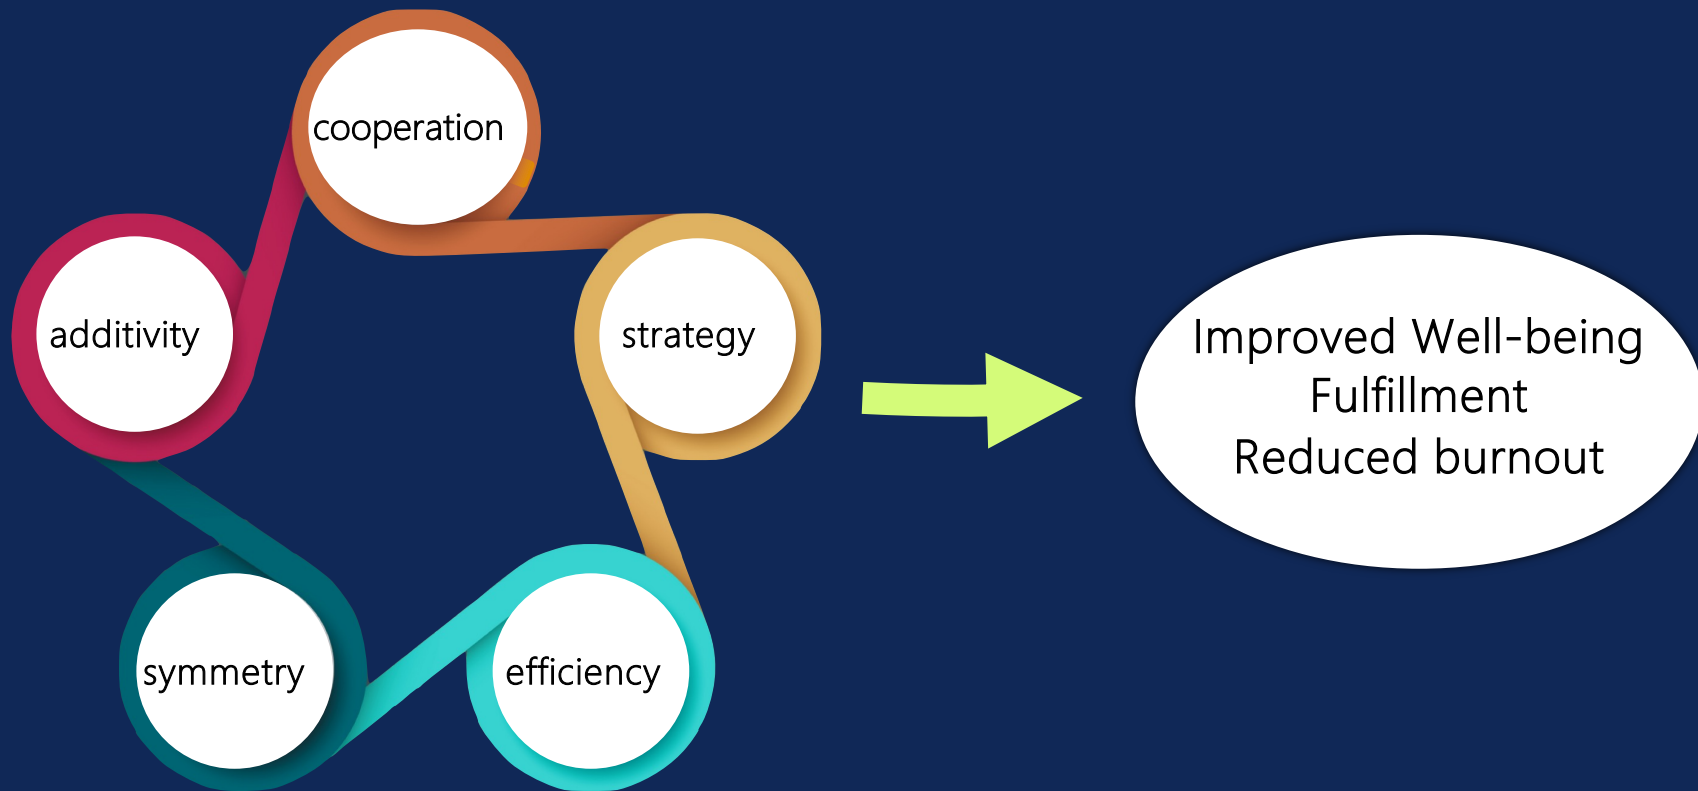 cooperation
additivity
strategy
symmetry
efficiency
Improved Well-being
Fulfillment
Reduced burnout